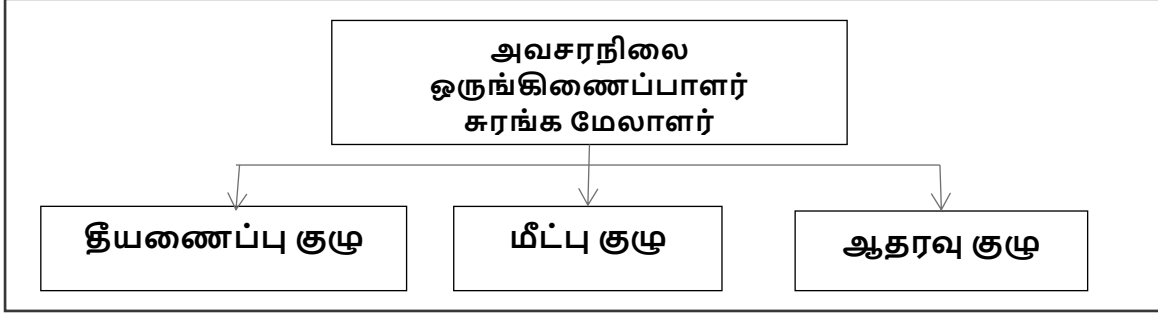 அவசரநிலை
ஒருங்கிணைப்பாளர்
சுரங்க மேலாளர்
தீயணைப்பு குழு
மீட்பு குழு
ஆதரவு குழு